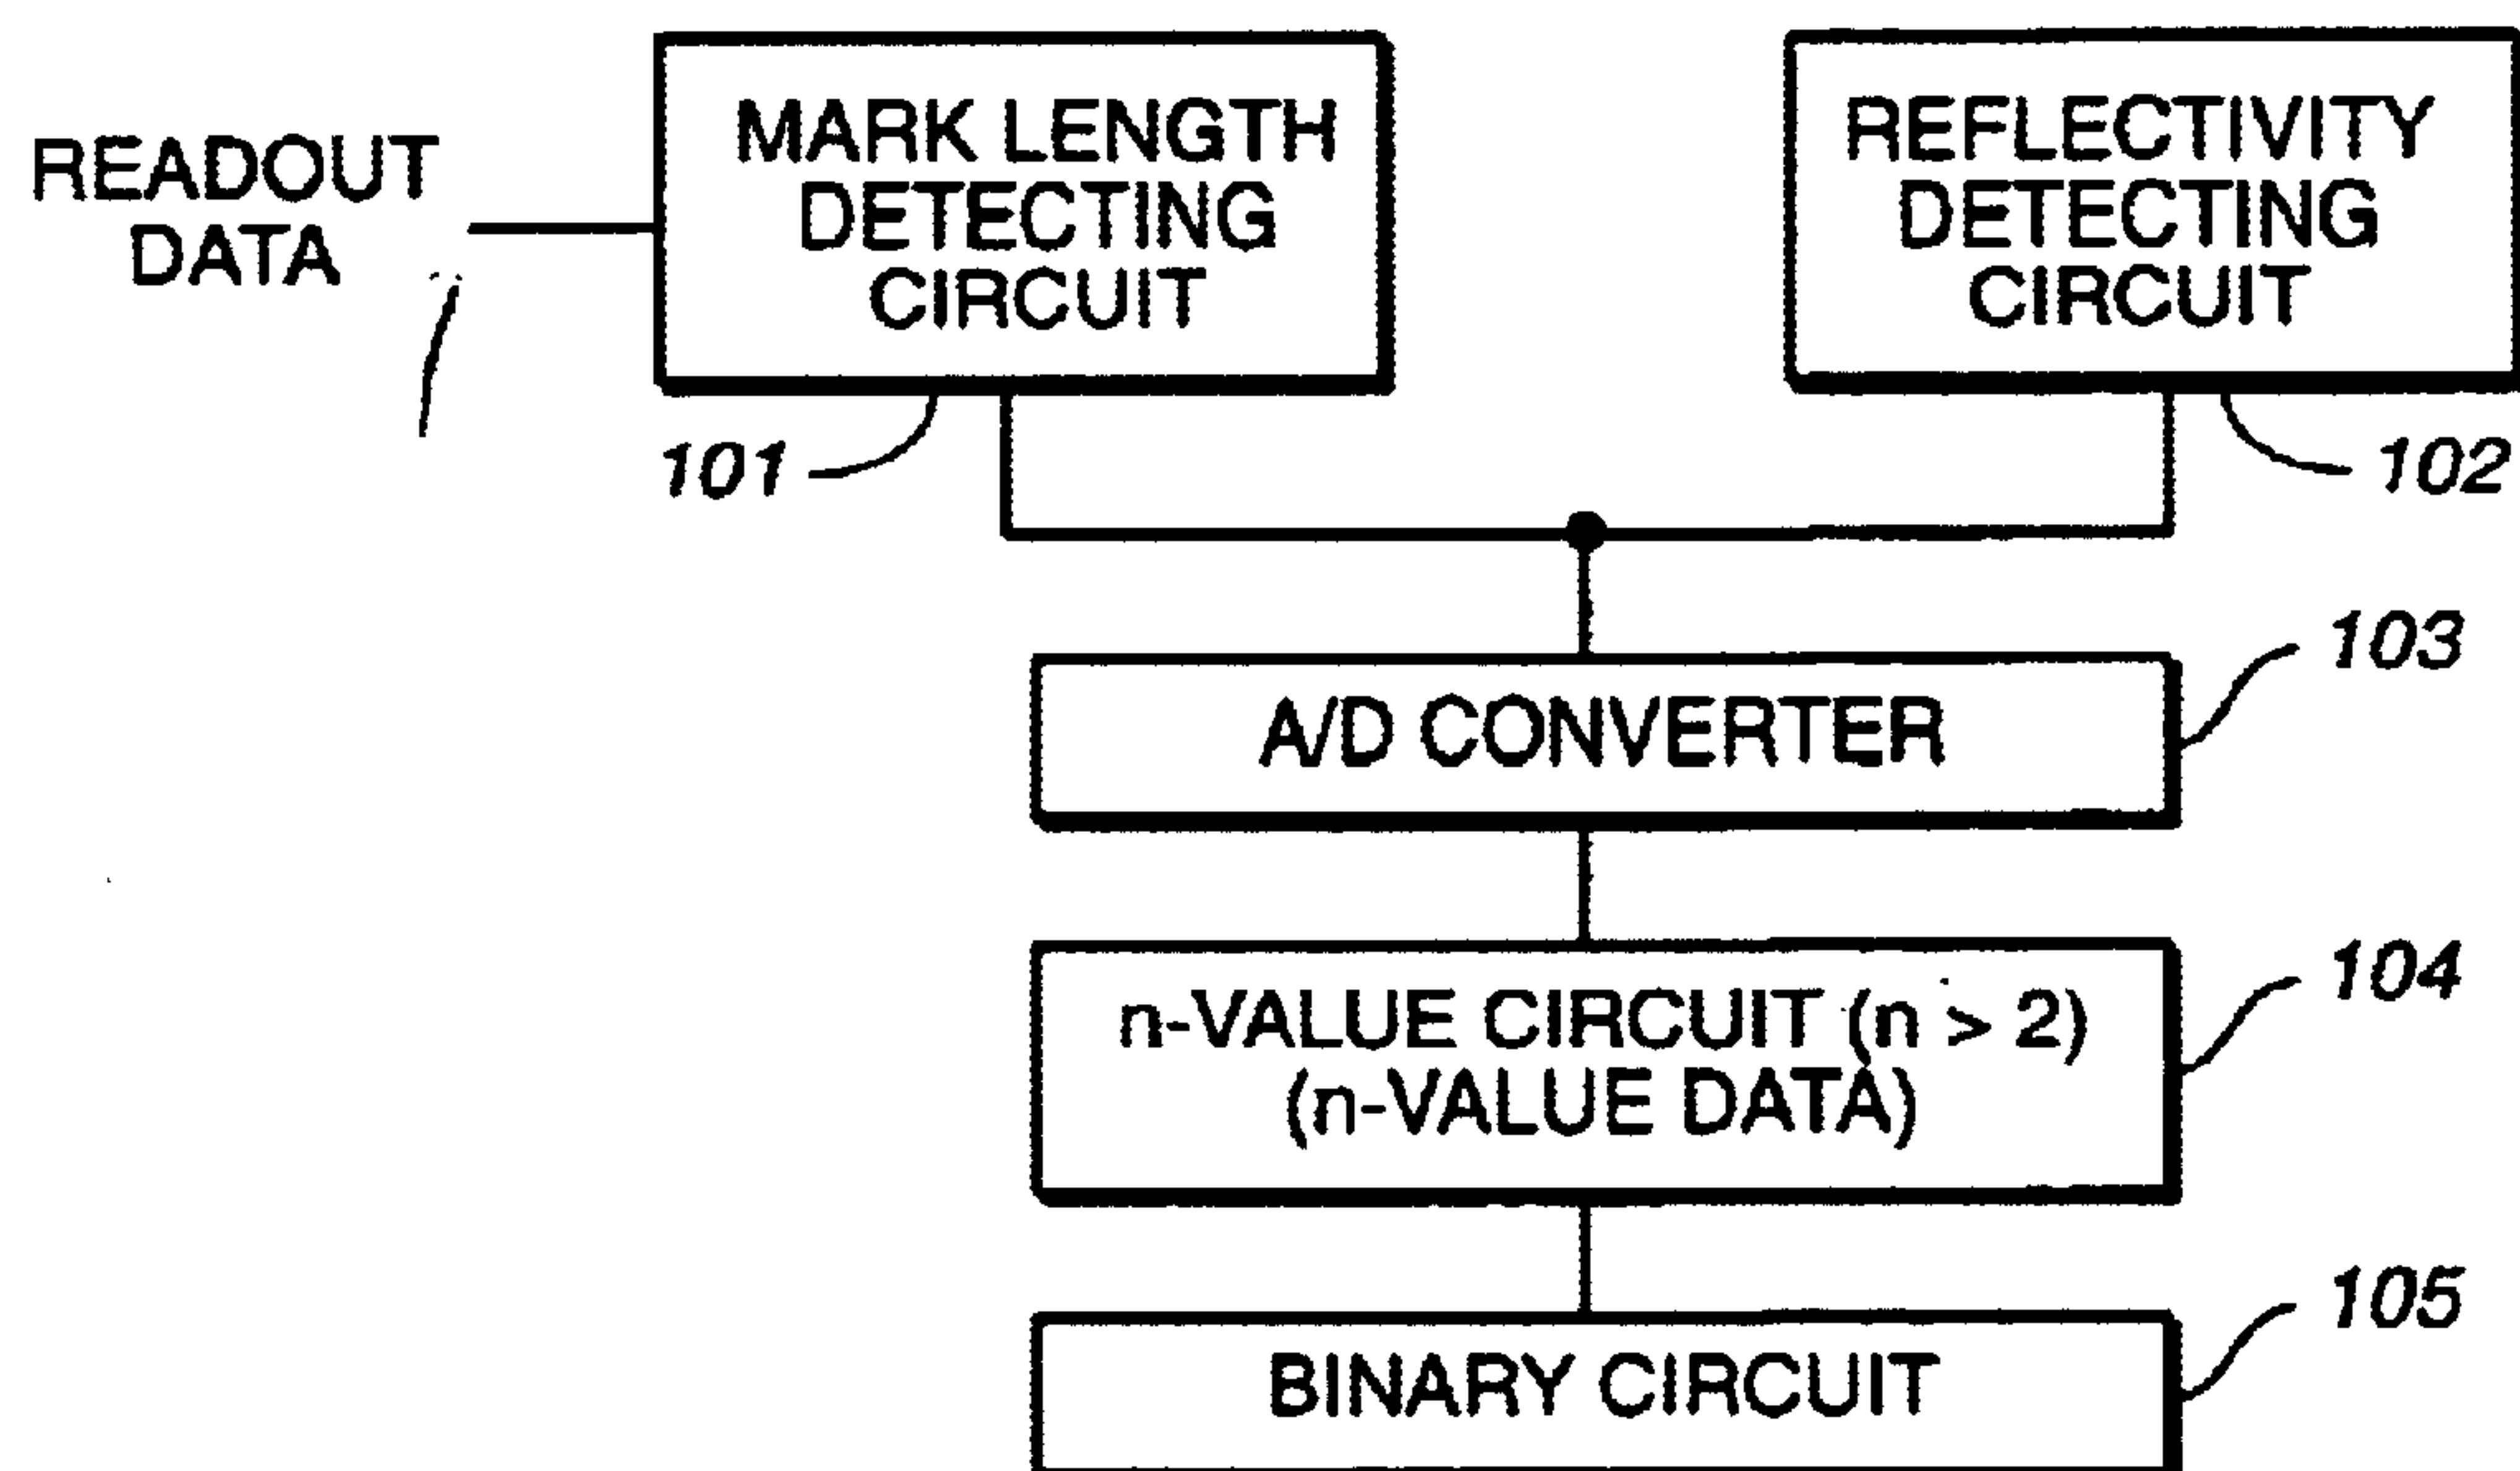 READOUT
DATA
MARK LENGTH
DETECTING
CIRCUIT
REFLECTIVITY
DETECTING
CIRCUIT
101
102
103
A/D CONVERTER
104
n-VALUE CIRCUIT (n > 2)
(n-VALUE DATA)
105
BINARY CIRCUIT